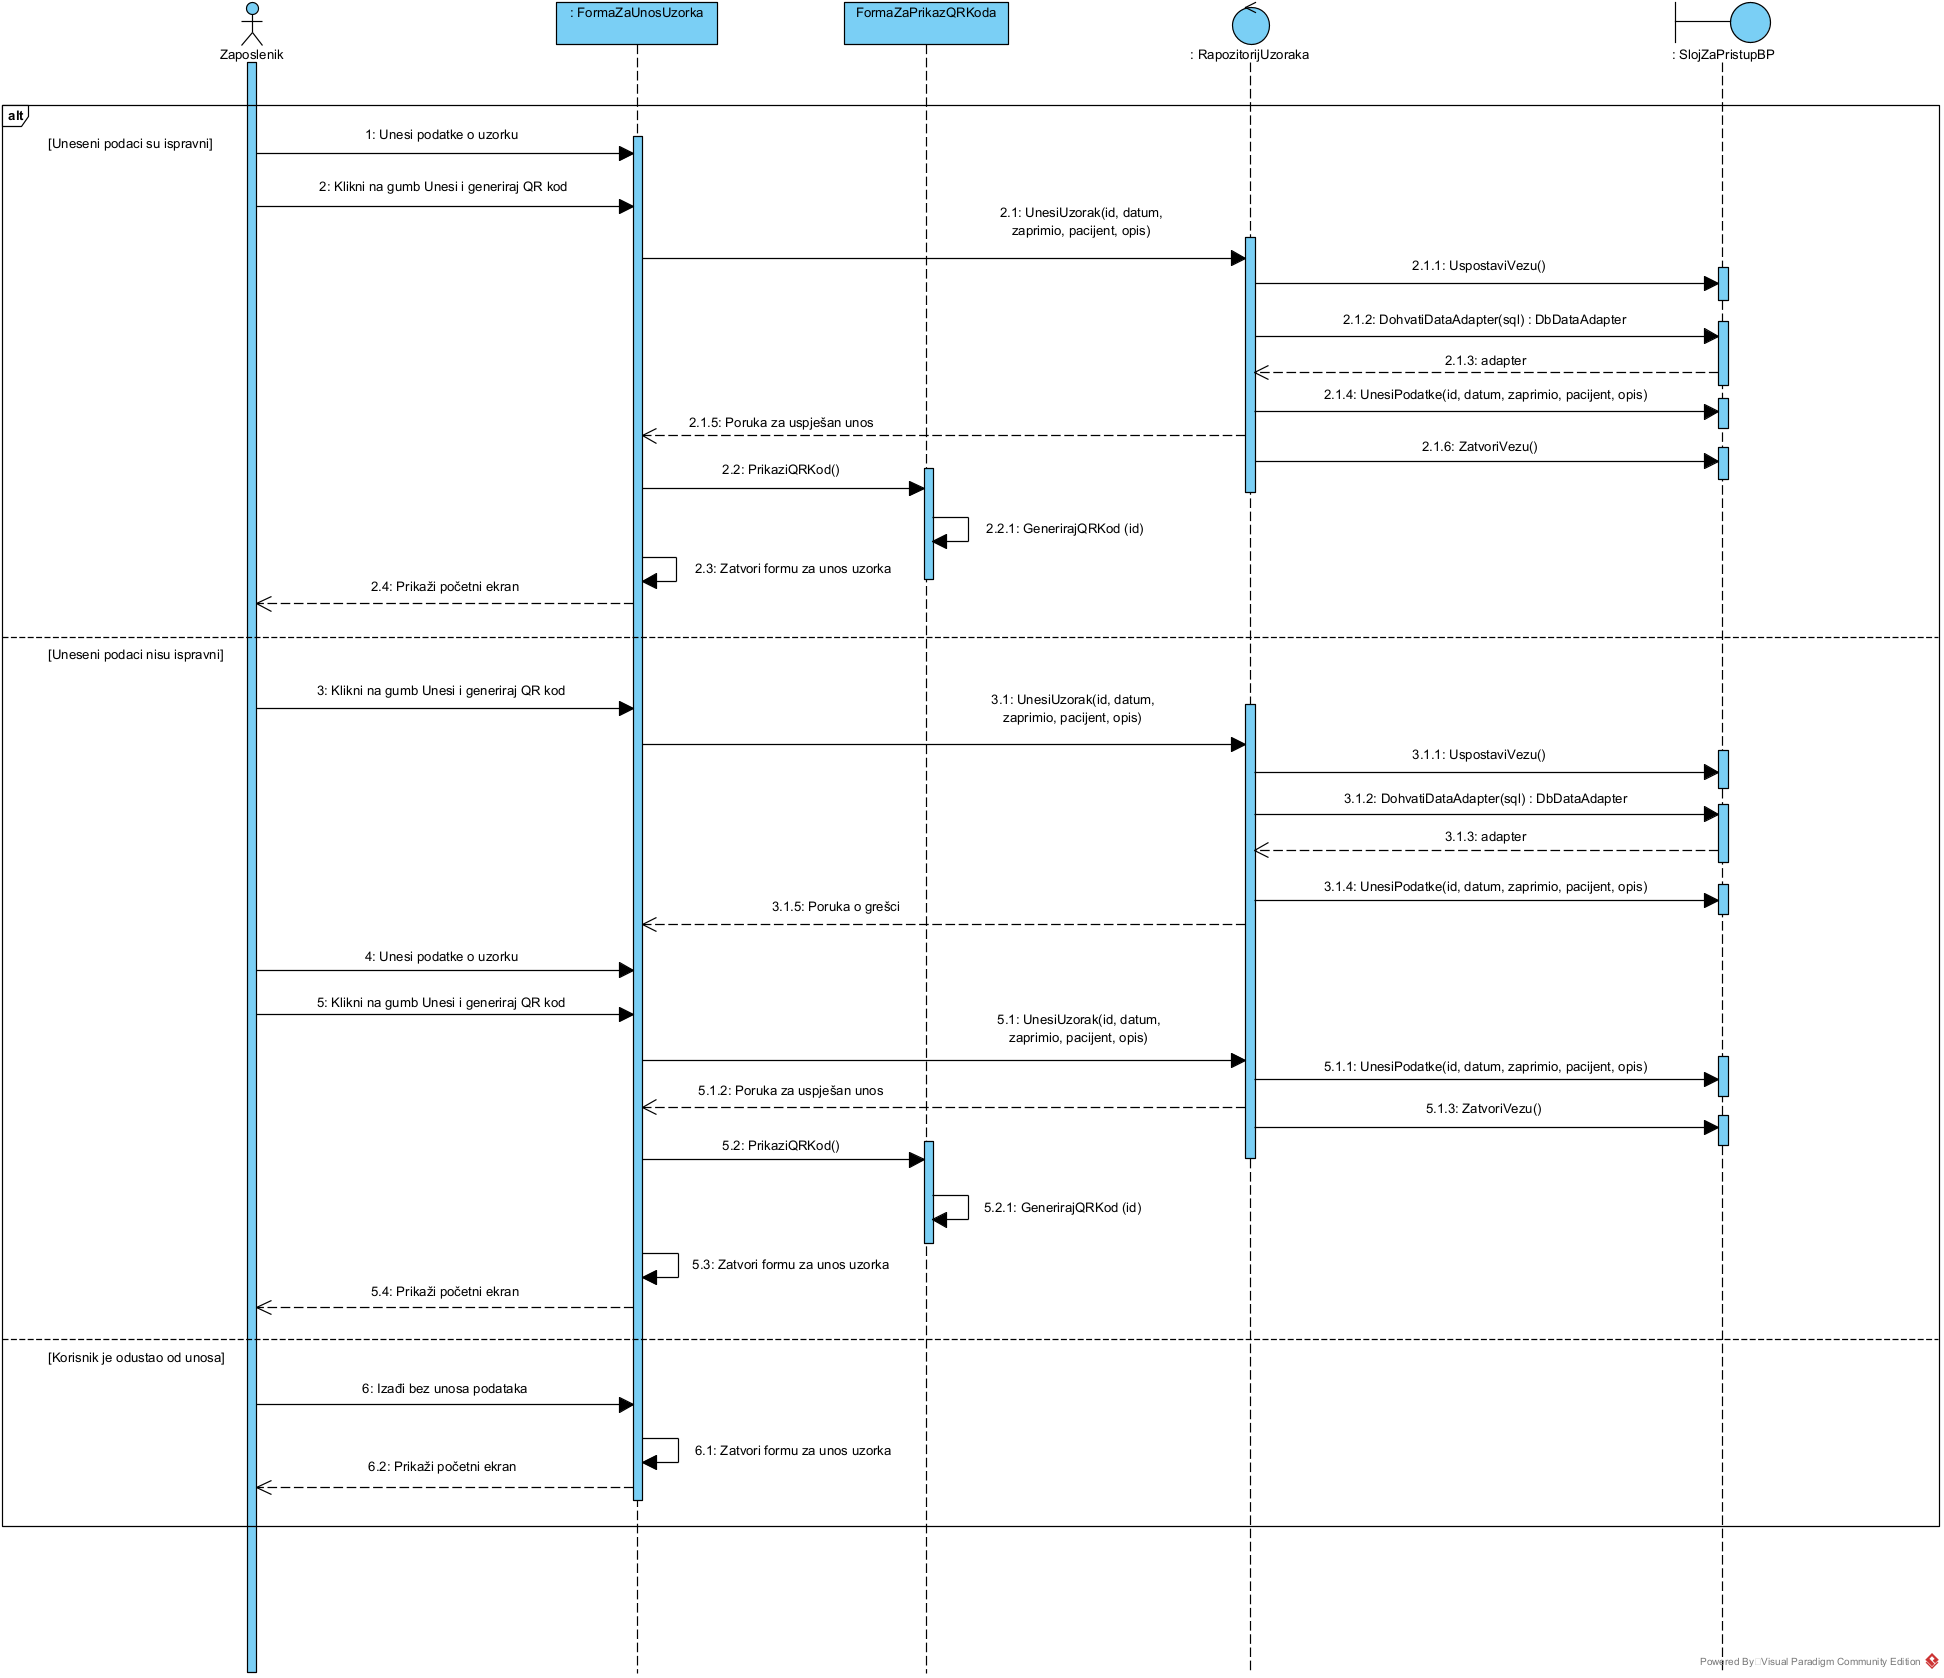 : FormaZaUnosUzorka
FormaZaPrikazQRKoda
Zaposlenik
: RapozitorijUzoraka
: SlojZaPristupBP
alt
[Uneseni podaci su ispravni]
1: Unesi podatke o uzorku
2: Klikni na gumb Unesi i generiraj QR kod
2.1: UnesiUzorak(id, datum,
zaprimio, pacijent, opis)
2.1.1: UspostaviVezu()
2.1.2: DohvatiDataAdapter(sql) : DbDataAdapter
2.1.3: adapter
2.1.4: UnesiPodatke(id, datum, zaprimio, pacijent, opis)
2.1.5: Poruka za uspješan unos
2.1.6: ZatvoriVezu()
2.2: PrikaziQRKod()
2.2.1: GenerirajQRKod (id)
2.3: Zatvori formu za unos uzorka
2.4: Prikaži početni ekran
[Uneseni podaci nisu ispravni]
3: Klikni na gumb Unesi i generiraj QR kod
3.1: UnesiUzorak(id, datum,
zaprimio, pacijent, opis)
3.1.1: UspostaviVezu()
3.1.2: DohvatiDataAdapter(sql) : DbDataAdapter
3.1.3: adapter
3.1.4: UnesiPodatke(id, datum, zaprimio, pacijent, opis)
3.1.5: Poruka o grešci
4: Unesi podatke o uzorku
5: Klikni na gumb Unesi i generiraj QR kod
5.1: UnesiUzorak(id, datum,
zaprimio, pacijent, opis)
5.1.1: UnesiPodatke(id, datum, zaprimio, pacijent, opis)
5.1.2: Poruka za uspješan unos
5.1.3: ZatvoriVezu()
5.2: PrikaziQRKod()
5.2.1: GenerirajQRKod (id)
5.3: Zatvori formu za unos uzorka
5.4: Prikaži početni ekran
[Korisnik je odustao od unosa]
6: Izađi bez unosa podataka
6.1: Zatvori formu za unos uzorka
6.2: Prikaži početni ekran
Powered By Visual Paradigm Community Edition